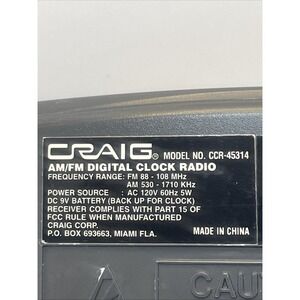 CRAIG® MODEL NO. CCR-45314
AM/FM DIGITAL CLOCK RADIO
FREQUENCY RANGE: FM 88 - 108 MHz
AM 530 - 1710 KHz
POWER SOURCE : AC 120V 60Hz 5W
DC 9V BATTERY (BACK UP FOR CLOCK)
RECEIVER COMPLIES WITH PART 15 OF
FCC RULE WHEN MANUFACTURED
CRAIG CORP.
P.O. BOX 693663, MIAMI FLA. MADE IN CHINA
CAU